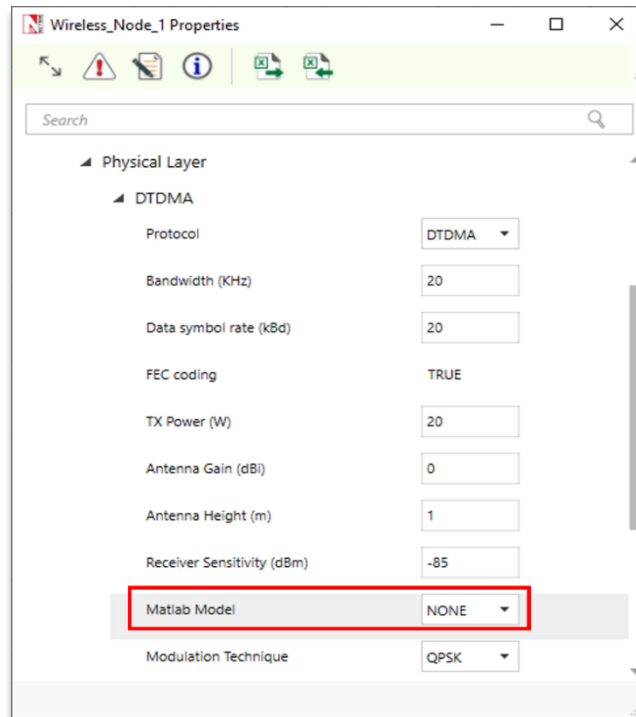 Wireless_Node_1 Properties
Search
Physical Layer
DTDMA
Protocol DTDMA
Bandwidth (KHz) 20
Data symbol rate (kBd) 20
FEC coding TRUE
TX Power (W) 20
Antenna Gain (dBi) 0
Antenna Height (m) 1
Receiver Sensitivity (dBm) -85
Matlab Model NONE
Modulation Technique QPSK